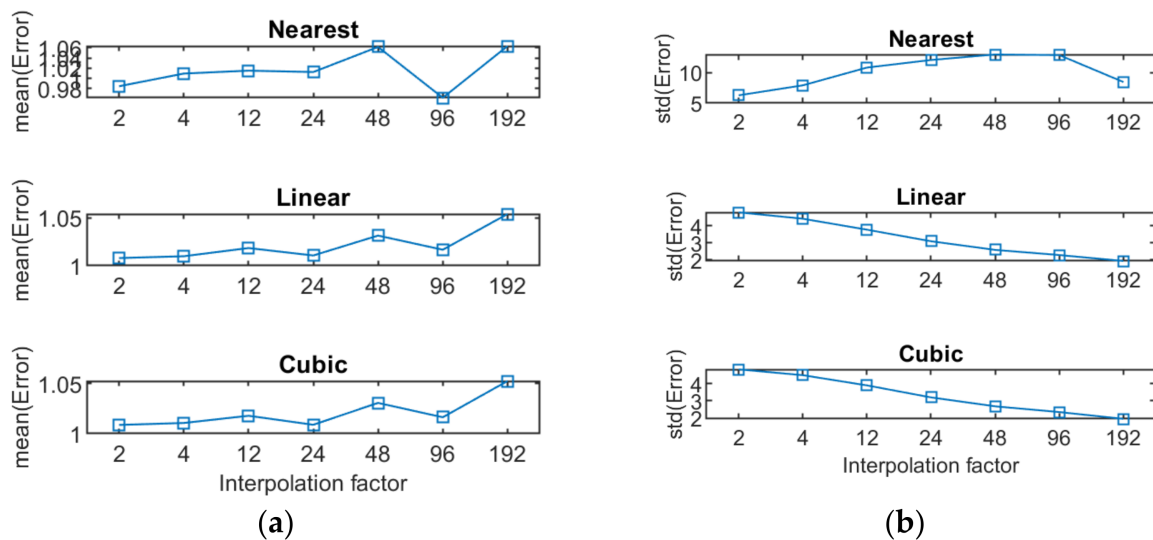 Nearest
mean(Error)
1.06
1.04
1.02
1
0.98
2 4 12 24 48 96 192
Linear
mean(Error)
1.05
1
2 4 12 24 48 96 192
Cubic
mean(Error)
1.05
1
2 4 12 24 48 96 192
Interpolation factor
(a)
Nearest
std(Error)
10
5
2 4 12 24 48 96 192
Linear
std(Error)
4
3
2
2 4 12 24 48 96 192
Cubic
std(Error)
4
3
2
2 4 12 24 48 96 192
Interpolation factor
(b)